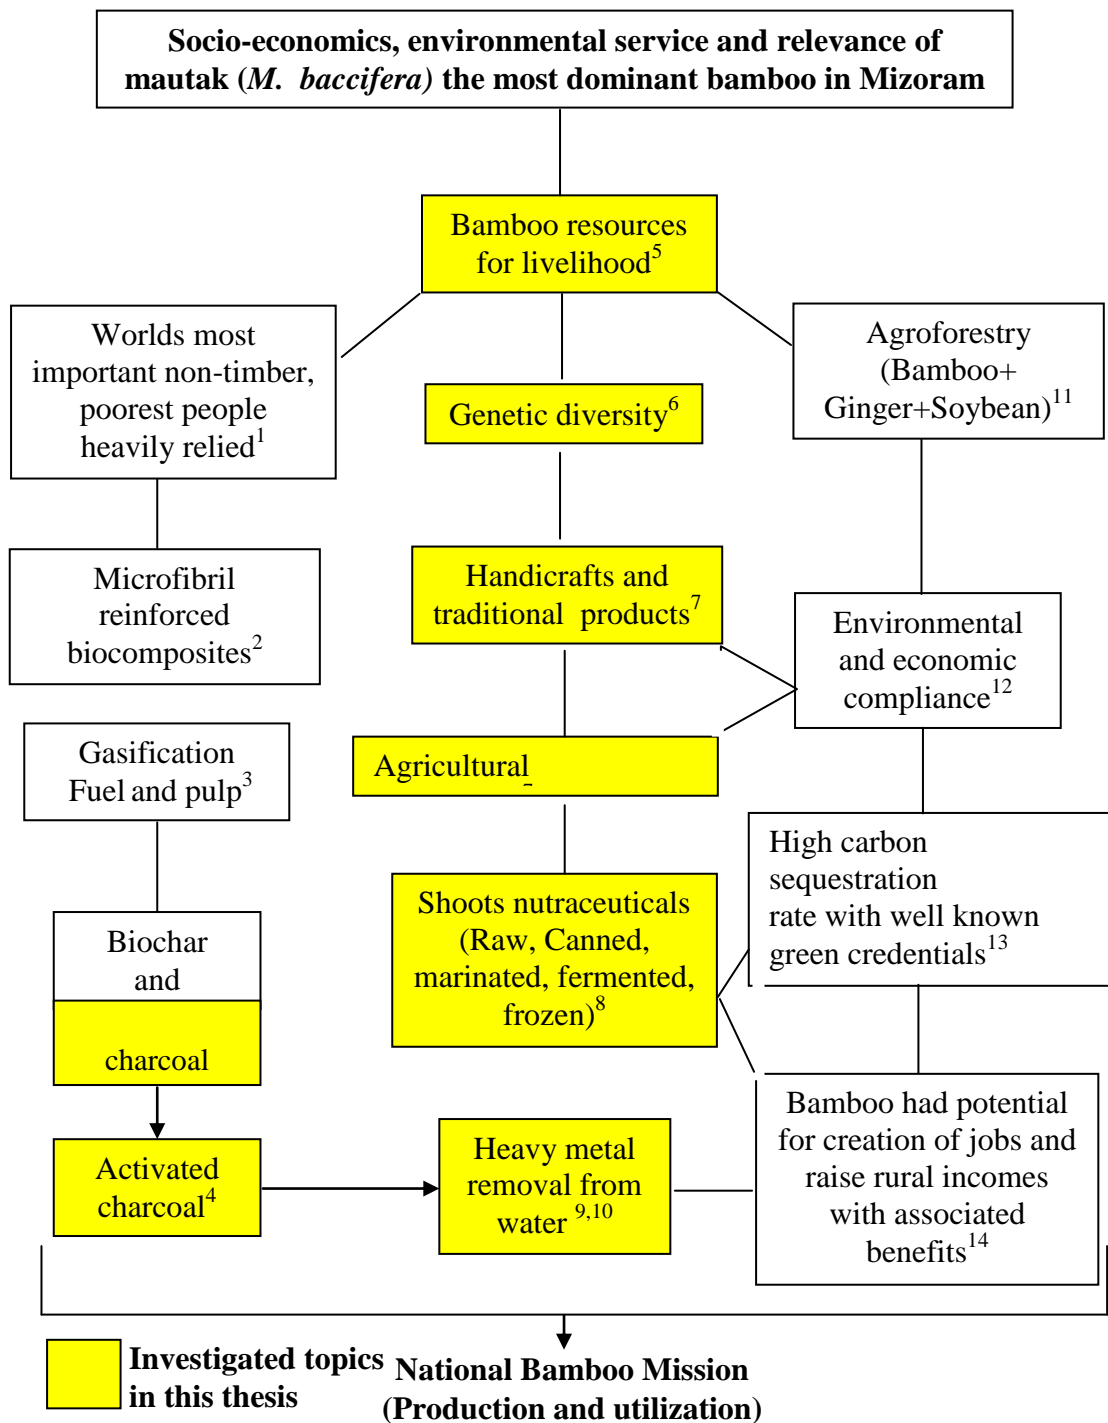 Socio-economics, environmental service and relevance of
mautak (M. baccifera) the most dominant bamboo in Mizoram
Bamboo resources
for livelihood5
Worlds most
important non-timber,
poorest people
heavily relied1
Agroforestry
(Bamboo+
Ginger+Soybean)11
Genetic diversity6
Microfibril
reinforced
biocomposites2
Handicrafts and
traditional products7
Environmental
and economic
compliance12
Gasification
Fuel and pulp3
Agricultural
High carbon
sequestration
rate with well known
green credentials13
Shoots nutraceuticals
(Raw, Canned,
marinated, fermented,
frozen)8
Biochar
and
charcoal
Activated
charcoal4
Heavy metal
removal from
water 9,10
Bamboo had potential
for creation of jobs and
raise rural incomes
with associated
benefits14
Investigated topics
in this thesis
National Bamboo Mission
(Production and utilization)